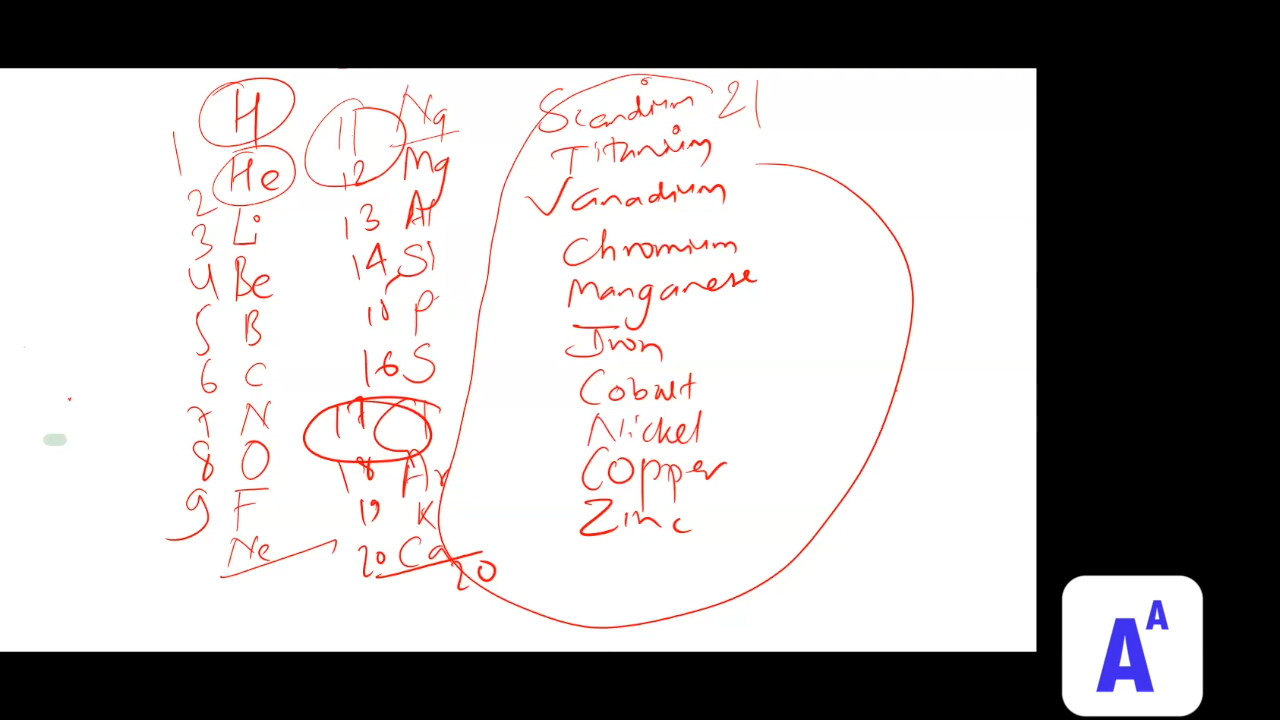 1 H
2 He
3 Li
4 Be
5 B
6 C
7 N
8 O
9 F
Ne
11 Na
12 Mg
13 Al
14 Si
15 P
16 S
17 Cl
18 Ar
19 K
20 Ca 20
Scandium 21
Titanium
Vanadium
Chromium
Manganese
Iron
Cobalt
Nickel
Copper
Zinc
A A